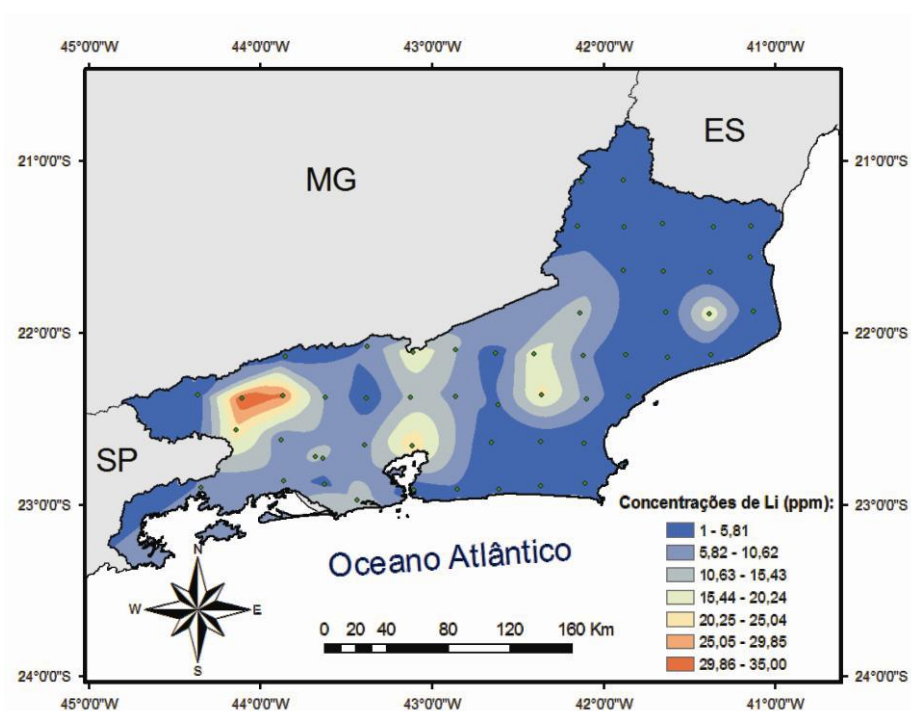 45°0'0"W 44°0'0"W 43°0'0"W 42°0'0"W 41°0'0"W
ES
21°0'0"S 21°0'0"S
MG
22°0'0"S 22°0'0"S
SP
23°0'0"S 23°0'0"S
Concentrações de Li (ppm):
1 - 5,81
5,82 - 10,62
10,63 - 15,43
15,44 - 20,24
20,25 - 25,04
25,05 - 29,85
29,86 - 35,00
Oceano Atlântico
N
W E
S
0 20 40 80 120 160 Km
24°0'0"S 24°0'0"S
45°0'0"W 44°0'0"W 43°0'0"W 42°0'0"W 41°0'0"W